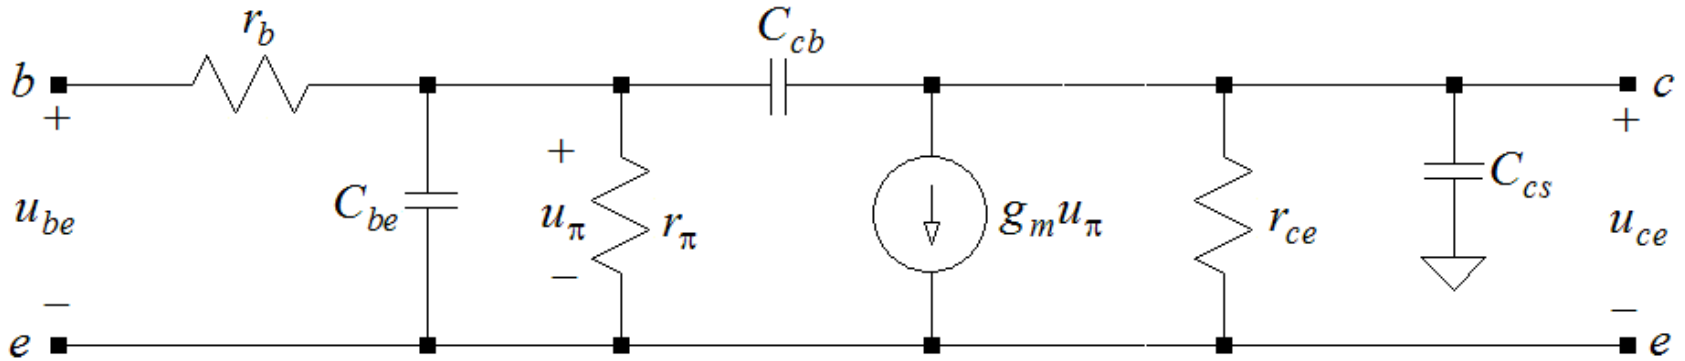 r_b
C_cb
b
c
+
+
+
C_be
u_π
r_π
g_m u_π
r_ce
C_cs
u_be
u_ce
−
−
−
e
e